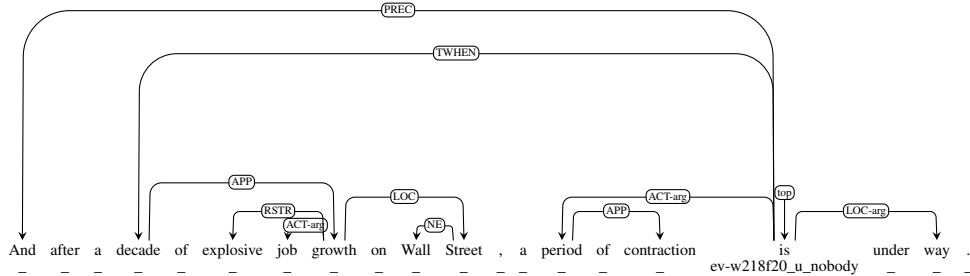 PREC
TWHEN
APP
top
RSTR LOC ACT-arg
ACT-arg NE APP LOC-arg
And after a decade of explosive job growth on Wall Street , a period of contraction is under way .
_ _ _ _ _ _ _ _ _ _ _ _ _ _ _ _ ev-w218f20_u_nobody _ _ _